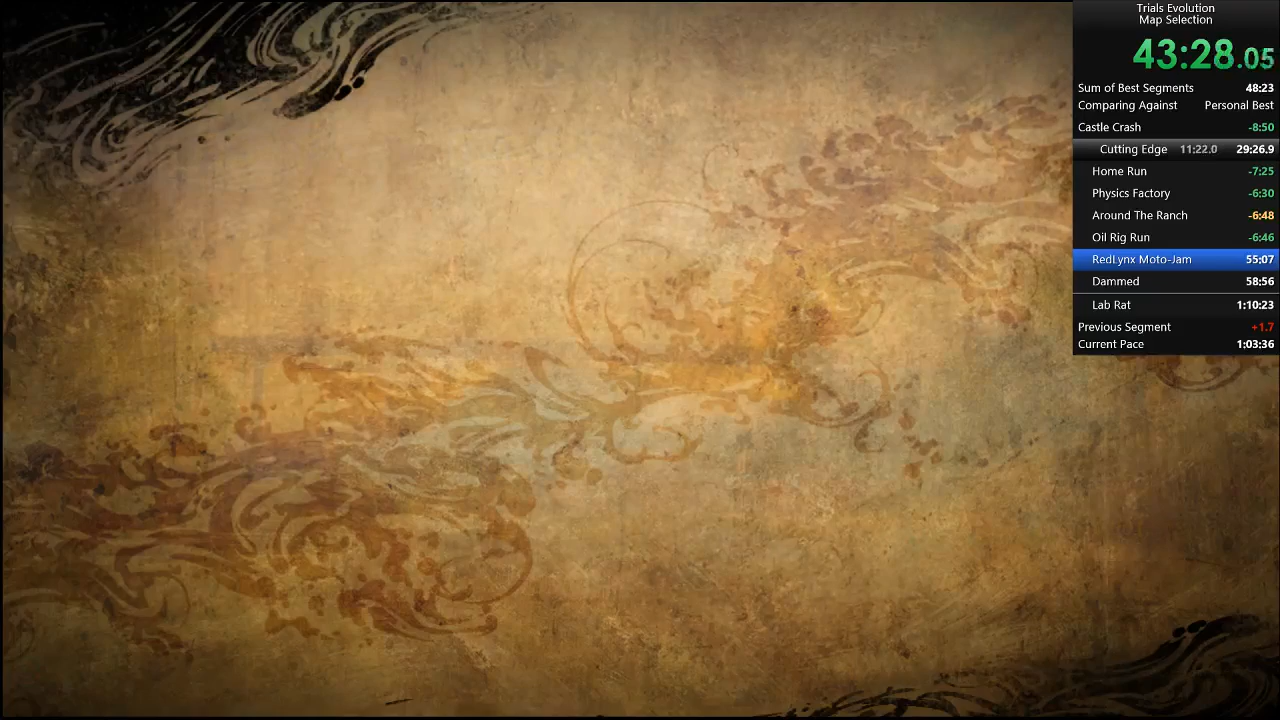 Trials Evolution
Map Selection
43:28.05
Sum of Best Segments 48:23
Comparing Against Personal Best
Castle Crash -8:50
Cutting Edge 11:22.0 29:26.9
Home Run -7:25
Physics Factory -6:30
Around The Ranch -6:48
Oil Rig Run -6:46
RedLynx Moto-Jam 55:07
Dammed 58:56
Lab Rat 1:10:23
Previous Segment +1.7
Current Pace 1:03:36